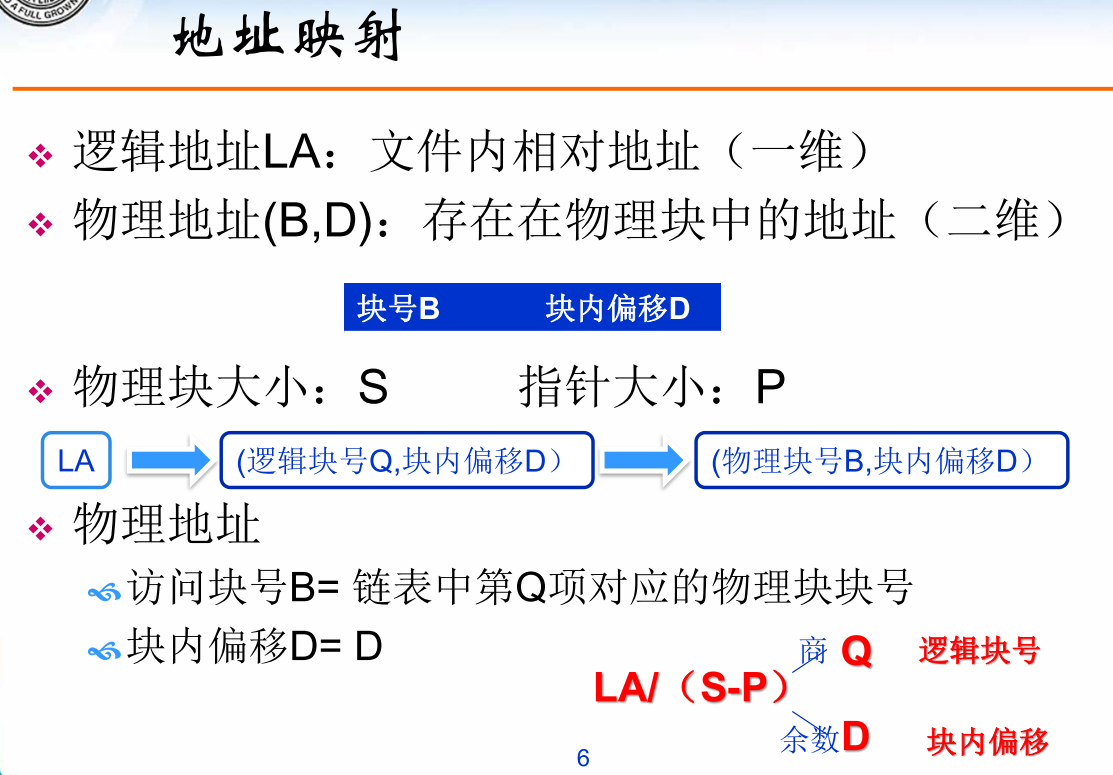 A FULL GROWN
地址映射
逻辑地址LA：文件内相对地址（一维）
物理地址(B,D)：存在在物理块中的地址（二维）
块号B 块内偏移D
物理块大小：S 指针大小：P
LA (逻辑块号Q,块内偏移D） (物理块号B,块内偏移D）
物理地址
访问块号B= 链表中第Q项对应的物理块块号
块内偏移D= D
商 Q 逻辑块号
LA/（S-P）
余数D 块内偏移
6